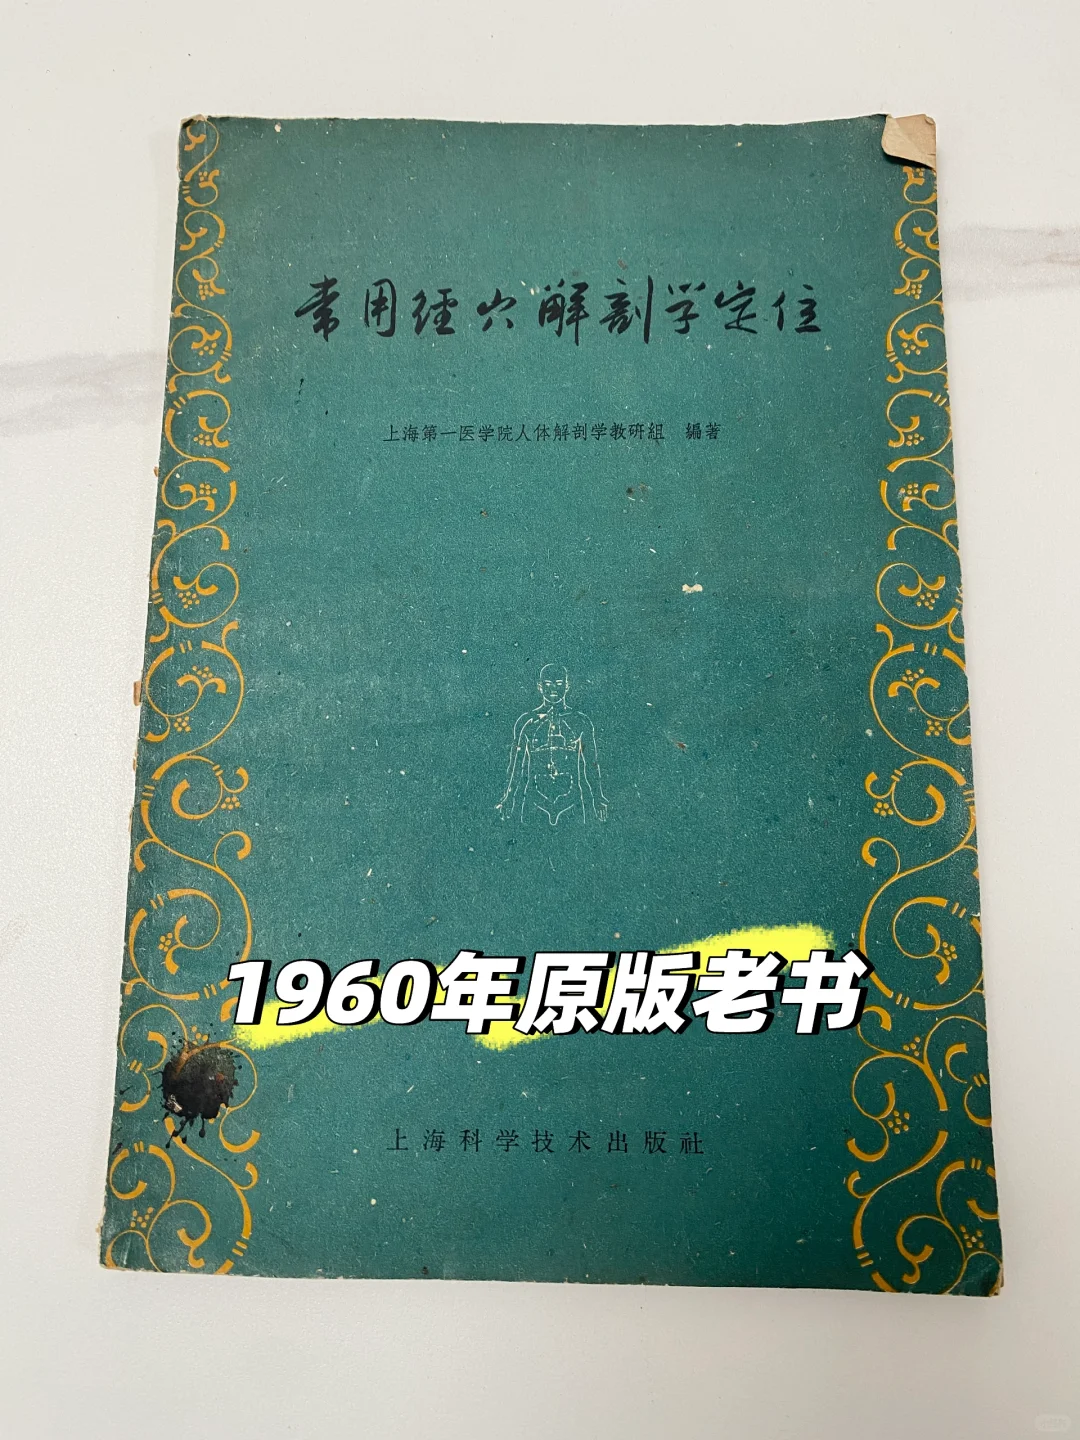 常用經穴解剖学定位
上海第一医学院人体解剖学教研組 編著
1960年原版老书
上海科学技术出版社